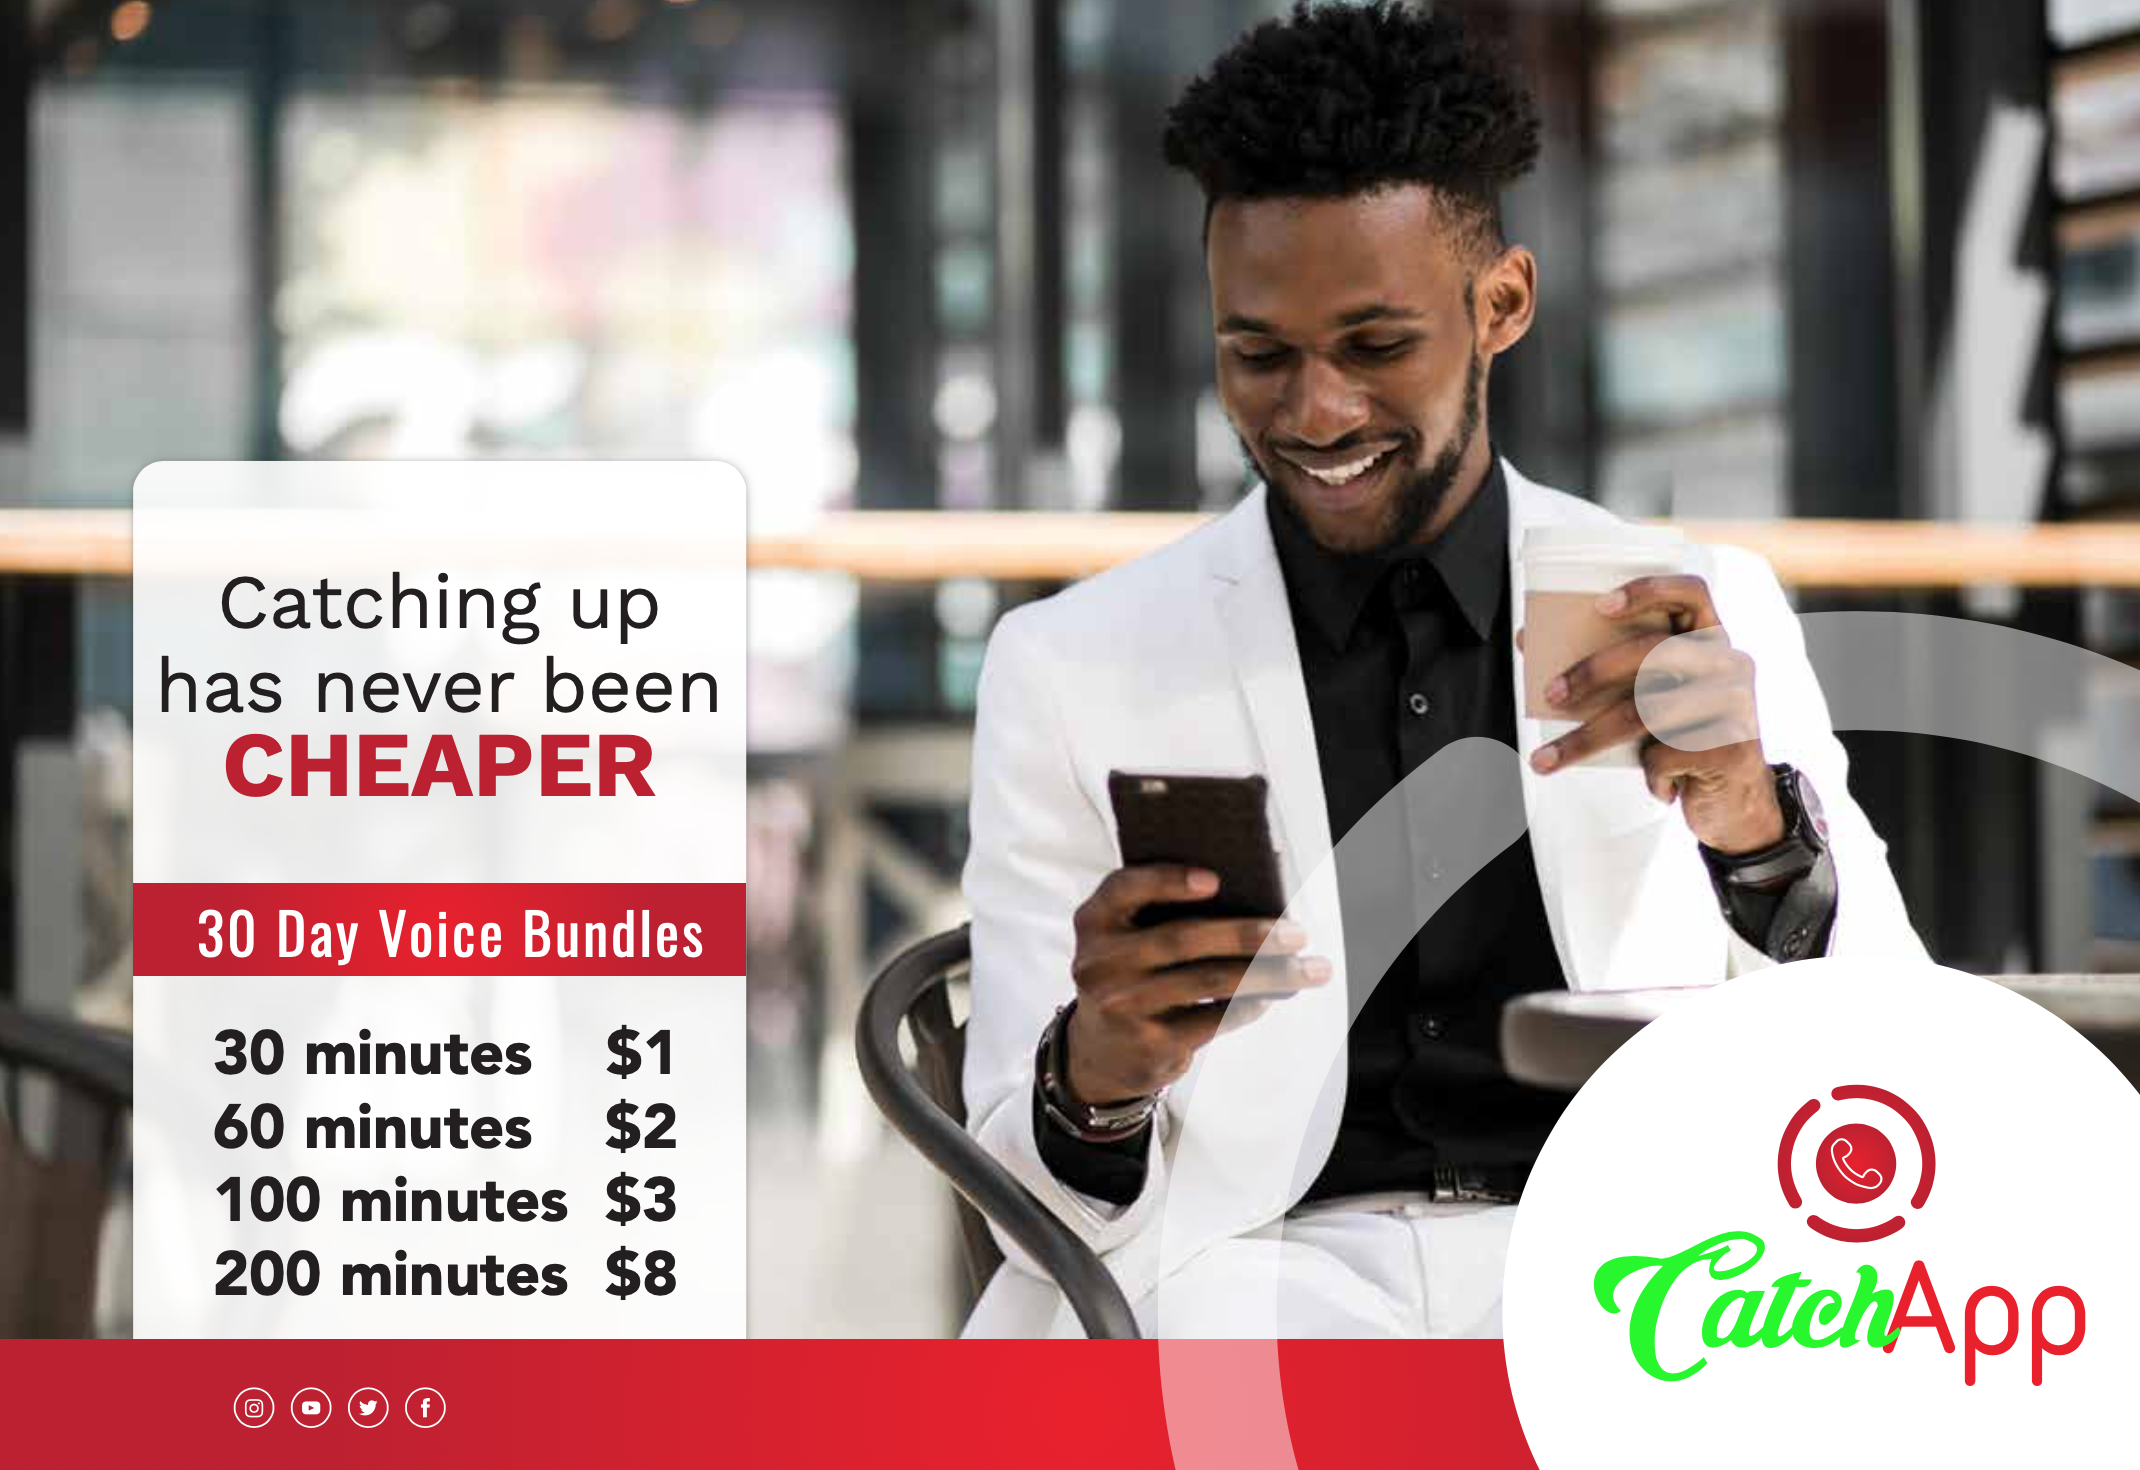 Catching up
has never been
CHEAPER
30 Day Voice Bundles
30 minutes $1
60 minutes $2
100 minutes $3
200 minutes $8
CatchApp